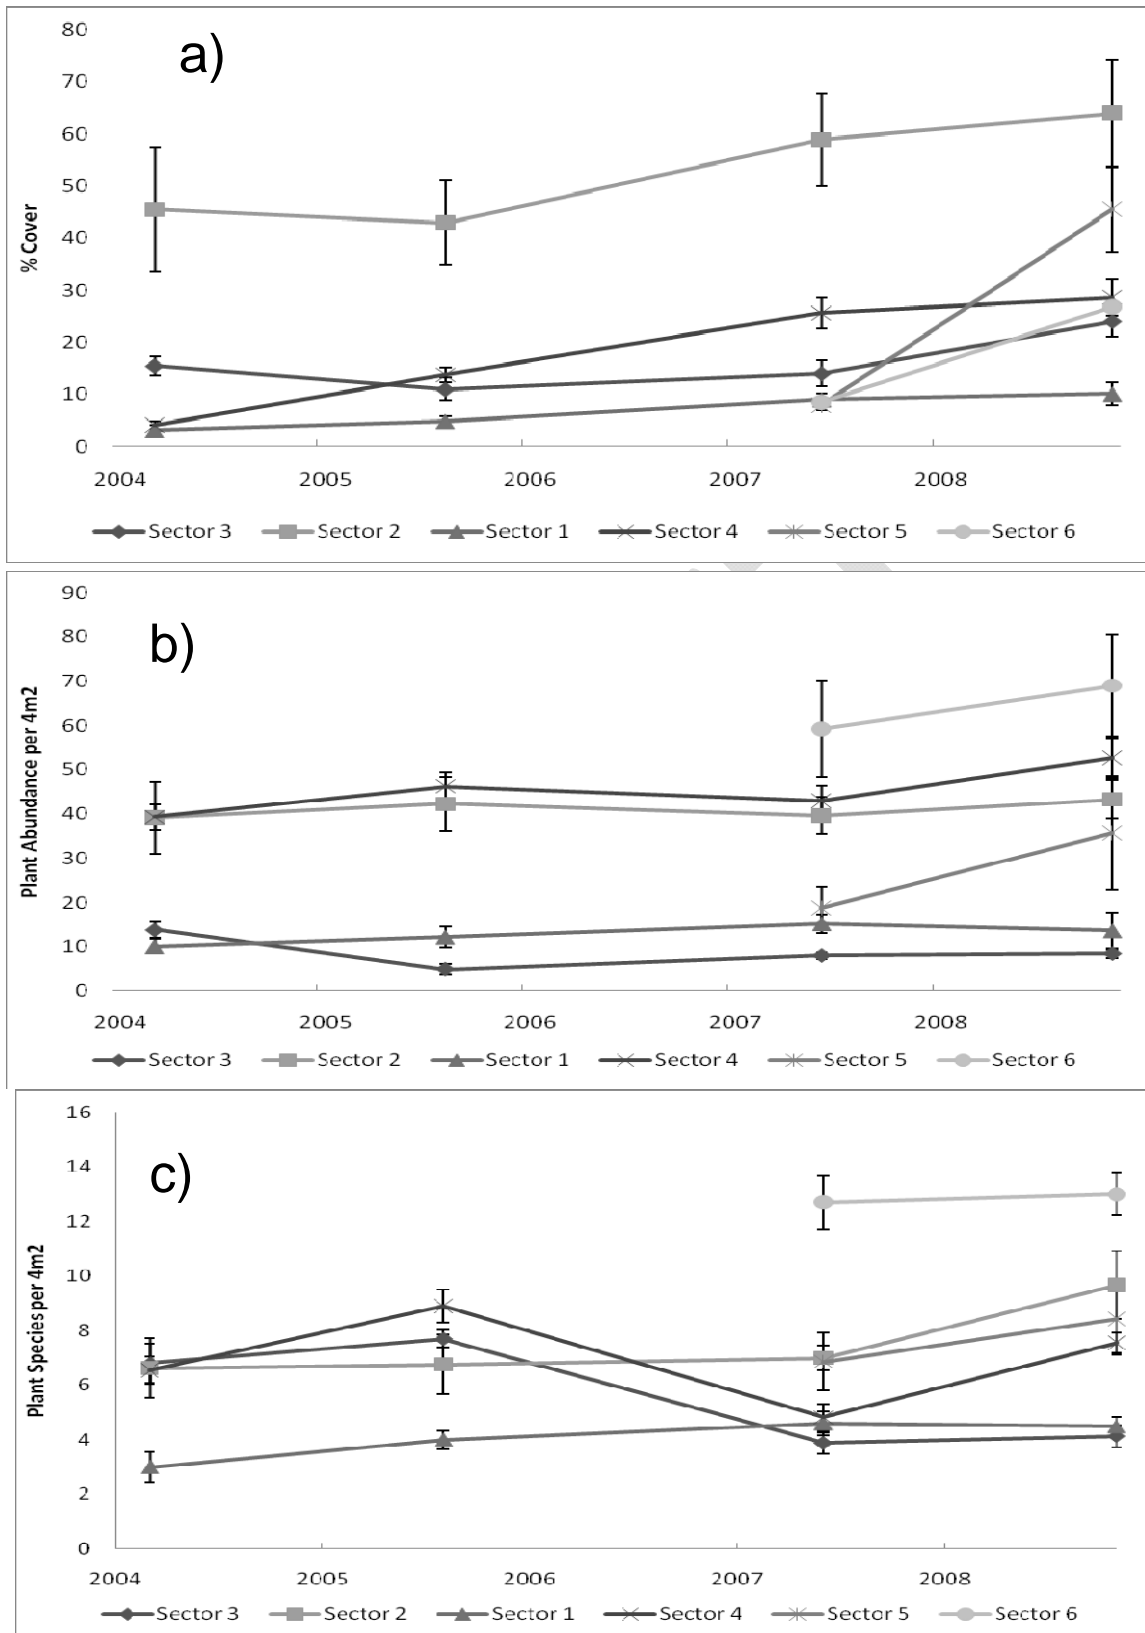 a)
80
70
60
50
40
30
20
10
0
% Cover
2004 2005 2006 2007 2008
Sector 3 Sector 2 Sector 1 Sector 4 Sector 5 Sector 6
b)
90
80
70
60
50
40
30
20
10
0
Plant Abundance per 4m2
2004 2005 2006 2007 2008
Sector 3 Sector 2 Sector 1 Sector 4 Sector 5 Sector 6
c)
16
14
12
10
8
6
4
2
0
Plant Species per 4m2
2004 2005 2006 2007 2008
Sector 3 Sector 2 Sector 1 Sector 4 Sector 5 Sector 6